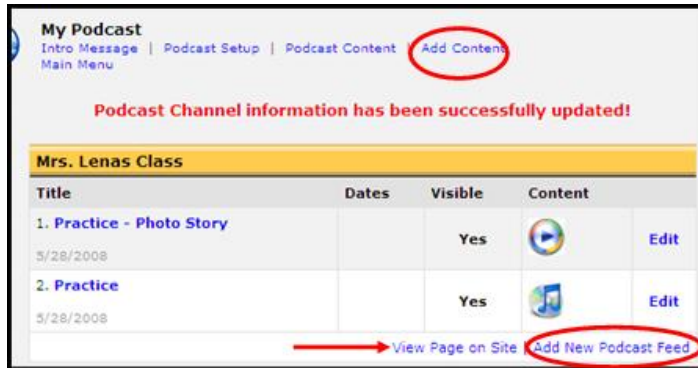 My Podcast
Intro Message | Podcast Setup | Podcast Content | Add Content
Main Menu
Podcast Channel information has been successfully updated!
Mrs. Lenas Class
Title Dates Visible Content
1. Practice - Photo Story Yes Edit
5/28/2008
2. Practice Yes Edit
5/28/2008
View Page on Site | Add New Podcast Feed